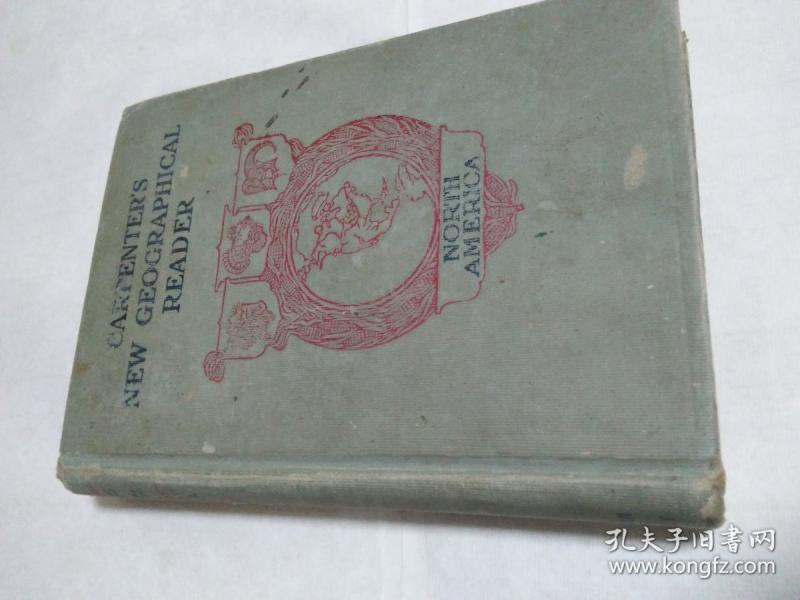 CARPENTER'S
NEW GEOGRAPHICAL
READER
NORTH
AMERICA
孔夫子旧书网
www.kongfz.com